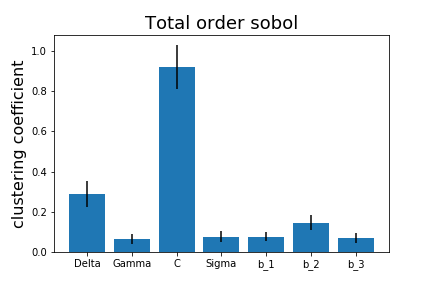 Total order sobol
clustering coefficient
1.0
0.8
0.6
0.4
0.2
0.0
Delta Gamma C Sigma b_1 b_2 b_3